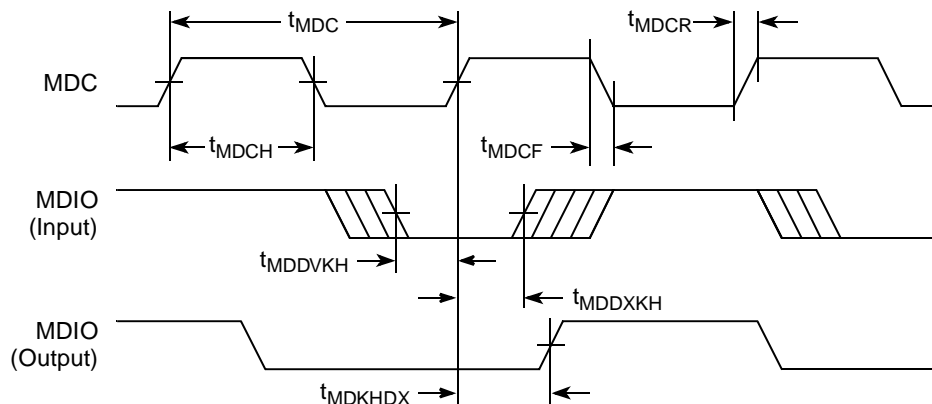 tMDC
tMDCR
MDC
tMDCH
tMDCF
MDIO
(Input)
tMDDVKH
tMDDXKH
MDIO
(Output)
tMDKHDX